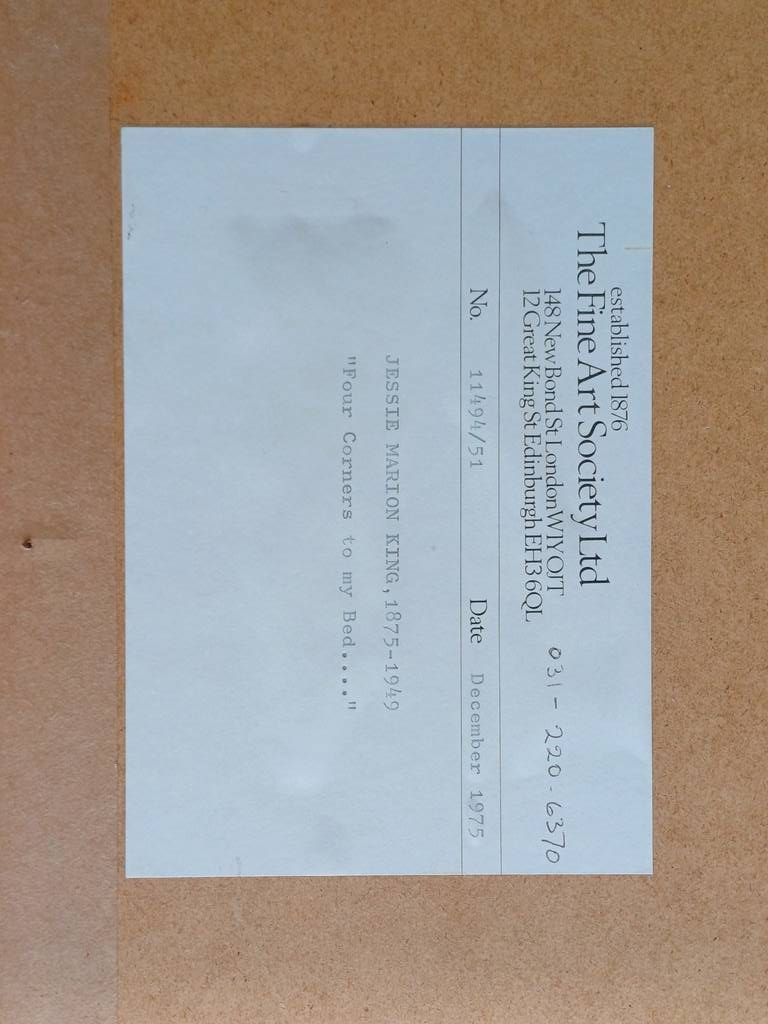 established 1876
The Fine Art Society Ltd
148 New Bond St London W1Y 0JT
12 Great King St Edinburgh EH3 6QL 031-220-6370
No. 11494/51 Date December 1975
JESSIE MARION KING, 1875-1949
"Four Corners to my Bed....."